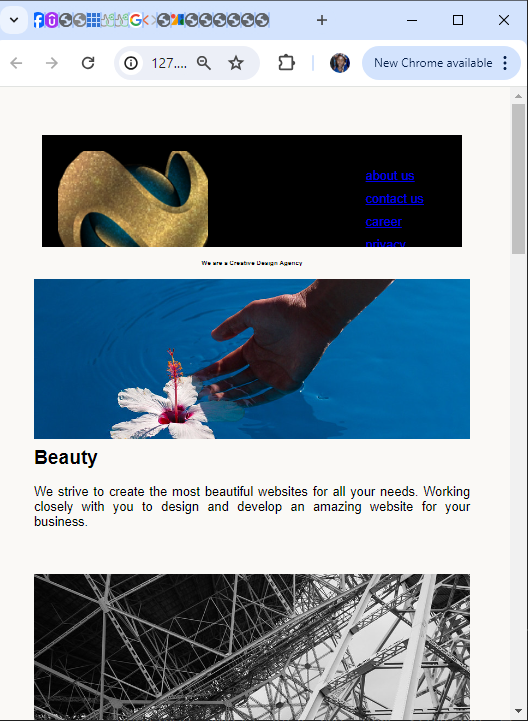 127....
New Chrome available
about us
contact us
career
privacy
We are a Creative Design Agency
Beauty
We strive to create the most beautiful websites for all your needs. Working
closely with you to design and develop an amazing website for your
business.